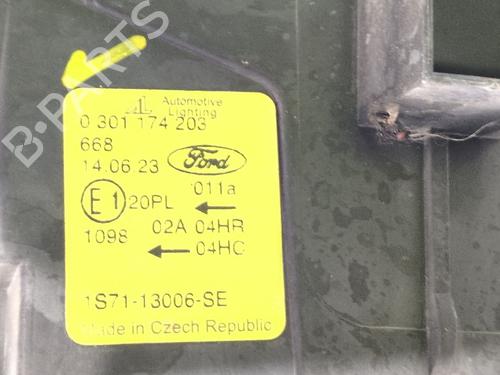 B-PARTS
AL Automotive
Lighting
0 301 174 203
668
14.06.23
Ford
011a
E1 20PL
02A 04HR
1098
04HC
1S71-13006-SE
Made in Czech Republic